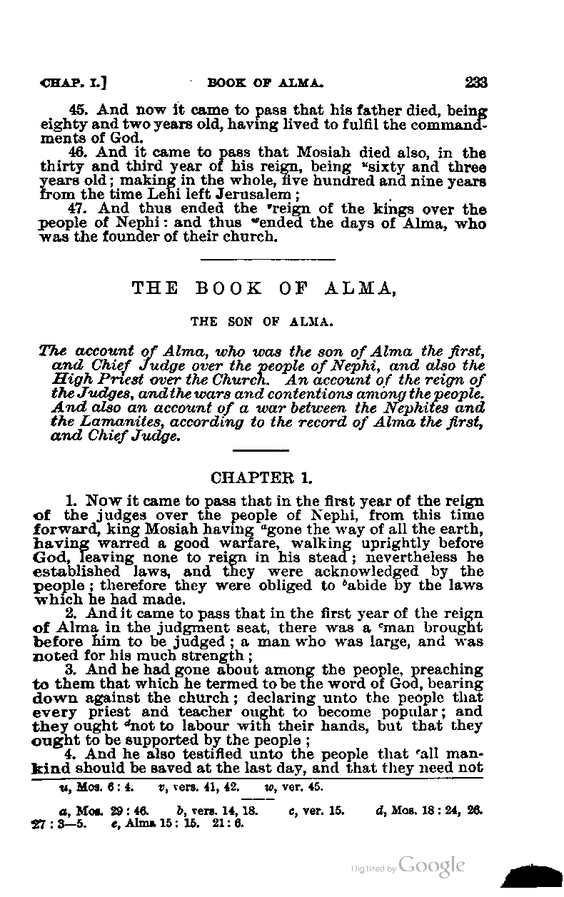 CHAP. I.] BOOK OF ALMA. 233
45. And now it came to pass that his father died, being
eighty and two years old, having lived to fulfil the command-
ments of God.
46. And it came to pass that Mosiah died also, in the
thirty and third year of his reign, being ᵘsixty and three
years old; making in the whole, five hundred and nine years
from the time Lehi left Jerusalem;
47. And thus ended the ᵛreign of the kings over the
people of Nephi: and thus ʷended the days of Alma, who
was the founder of their church.
THE BOOK OF ALMA,
THE SON OF ALMA.
The account of Alma, who was the son of Alma the first,
and Chief Judge over the people of Nephi, and also the
High Priest over the Church. An account of the reign of
the Judges, and the wars and contentions among the people.
And also an account of a war between the Nephites and
the Lamanites, according to the record of Alma the first,
and Chief Judge.
CHAPTER 1.
1. Now it came to pass that in the first year of the reign
of the judges over the people of Nephi, from this time
forward, king Mosiah having ᵃgone the way of all the earth,
having warred a good warfare, walking uprightly before
God, leaving none to reign in his stead; nevertheless he
established laws, and they were acknowledged by the
people; therefore they were obliged to ᵇabide by the laws
which he had made.
2. And it came to pass that in the first year of the reign
of Alma in the judgment seat, there was a ᶜman brought
before him to be judged; a man who was large, and was
noted for his much strength;
3. And he had gone about among the people, preaching
to them that which he termed to be the word of God, bearing
down against the church; declaring unto the people that
every priest and teacher ought to become popular; and
they ought ᵈnot to labour with their hands, but that they
ought to be supported by the people;
4. And he also testified unto the people that ᵉall man-
kind should be saved at the last day, and that they need not
u, Mos. 6:4. v, vers. 41, 42. w, ver. 45.
a, Mos. 29:46. b, vers. 14, 18. c, ver. 15. d, Mos. 18:24, 26.
27:3—5. e, Alma 15:15. 21:6.
Digitized by Google